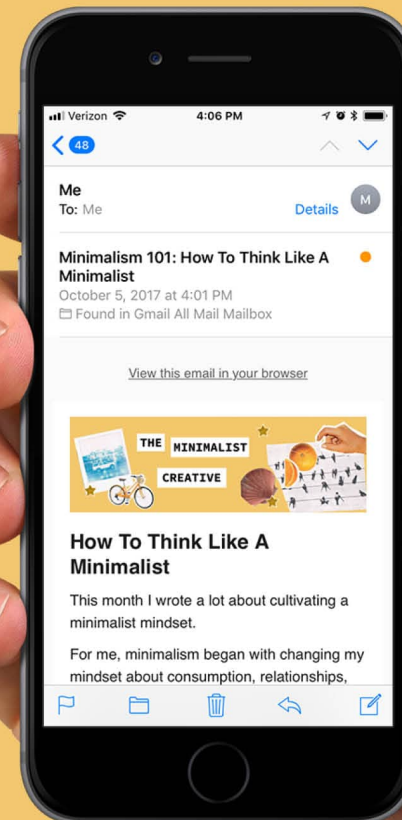 Verizon 4:06 PM
48
Me
To: Me Details M
Minimalism 101: How To Think Like A
Minimalist
October 5, 2017 at 4:01 PM
Found in Gmail All Mail Mailbox
View this email in your browser
THE MINIMALIST
CREATIVE
How To Think Like A
Minimalist
This month I wrote a lot about cultivating a
minimalist mindset.
For me, minimalism began with changing my
mindset about consumption, relationships,